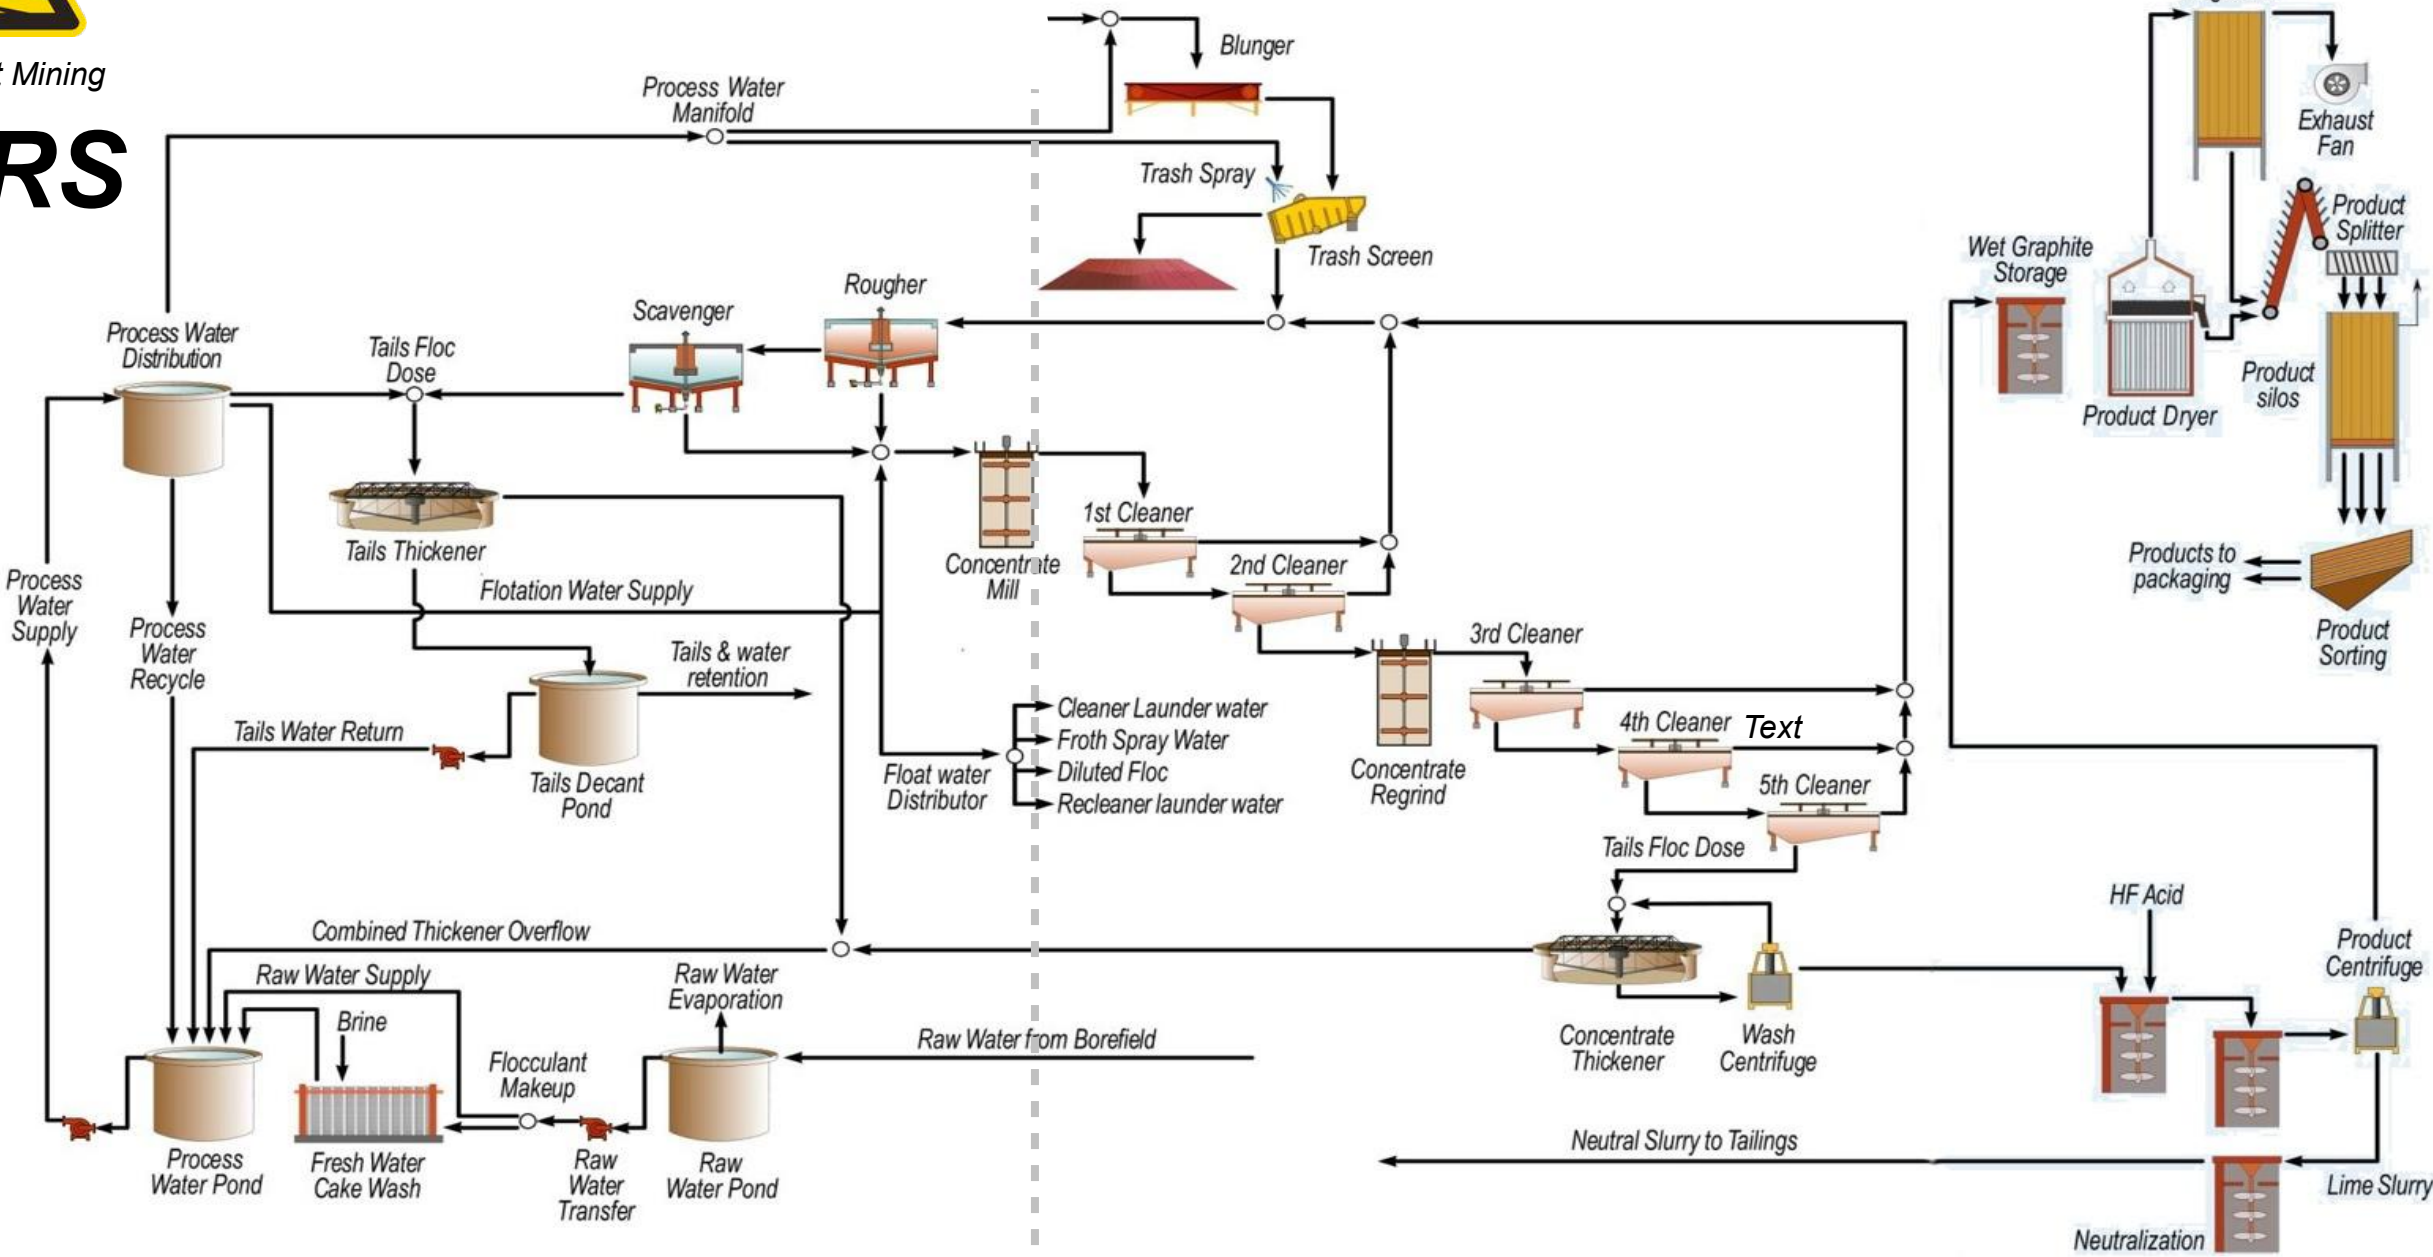 t Mining
RS
Blunger
Process Water
Manifold
Trash Spray
Trash Screen
Rougher
Scavenger
Process Water
Distribution
Tails Floc
Dose
Tails Thickener
Concentrate
Mill
1st Cleaner
2nd Cleaner
Flotation Water Supply
Process
Water
Supply
Process
Water
Recycle
Tails & water
retention
Tails Water Return
Tails Decant
Pond
Float water
Distributor
Cleaner Launder water
Froth Spray Water
Diluted Floc
Recleaner launder water
3rd Cleaner
4th Cleaner
Text
5th Cleaner
Concentrate
Regrind
Tails Floc Dose
Combined Thickener Overflow
Raw Water Supply
Brine
Raw Water
Evaporation
Flocculant
Makeup
Raw Water from Borefield
Process
Water Pond
Fresh Water
Cake Wash
Raw
Water
Transfer
Raw
Water Pond
Concentrate
Thickener
Wash
Centrifuge
Neutral Slurry to Tailings
Exhaust
Fan
Product
Splitter
Wet Graphite
Storage
Product Dryer
Product
silos
Products to
packaging
Product
Sorting
HF Acid
Product
Centrifuge
Lime Slurry
Neutralization